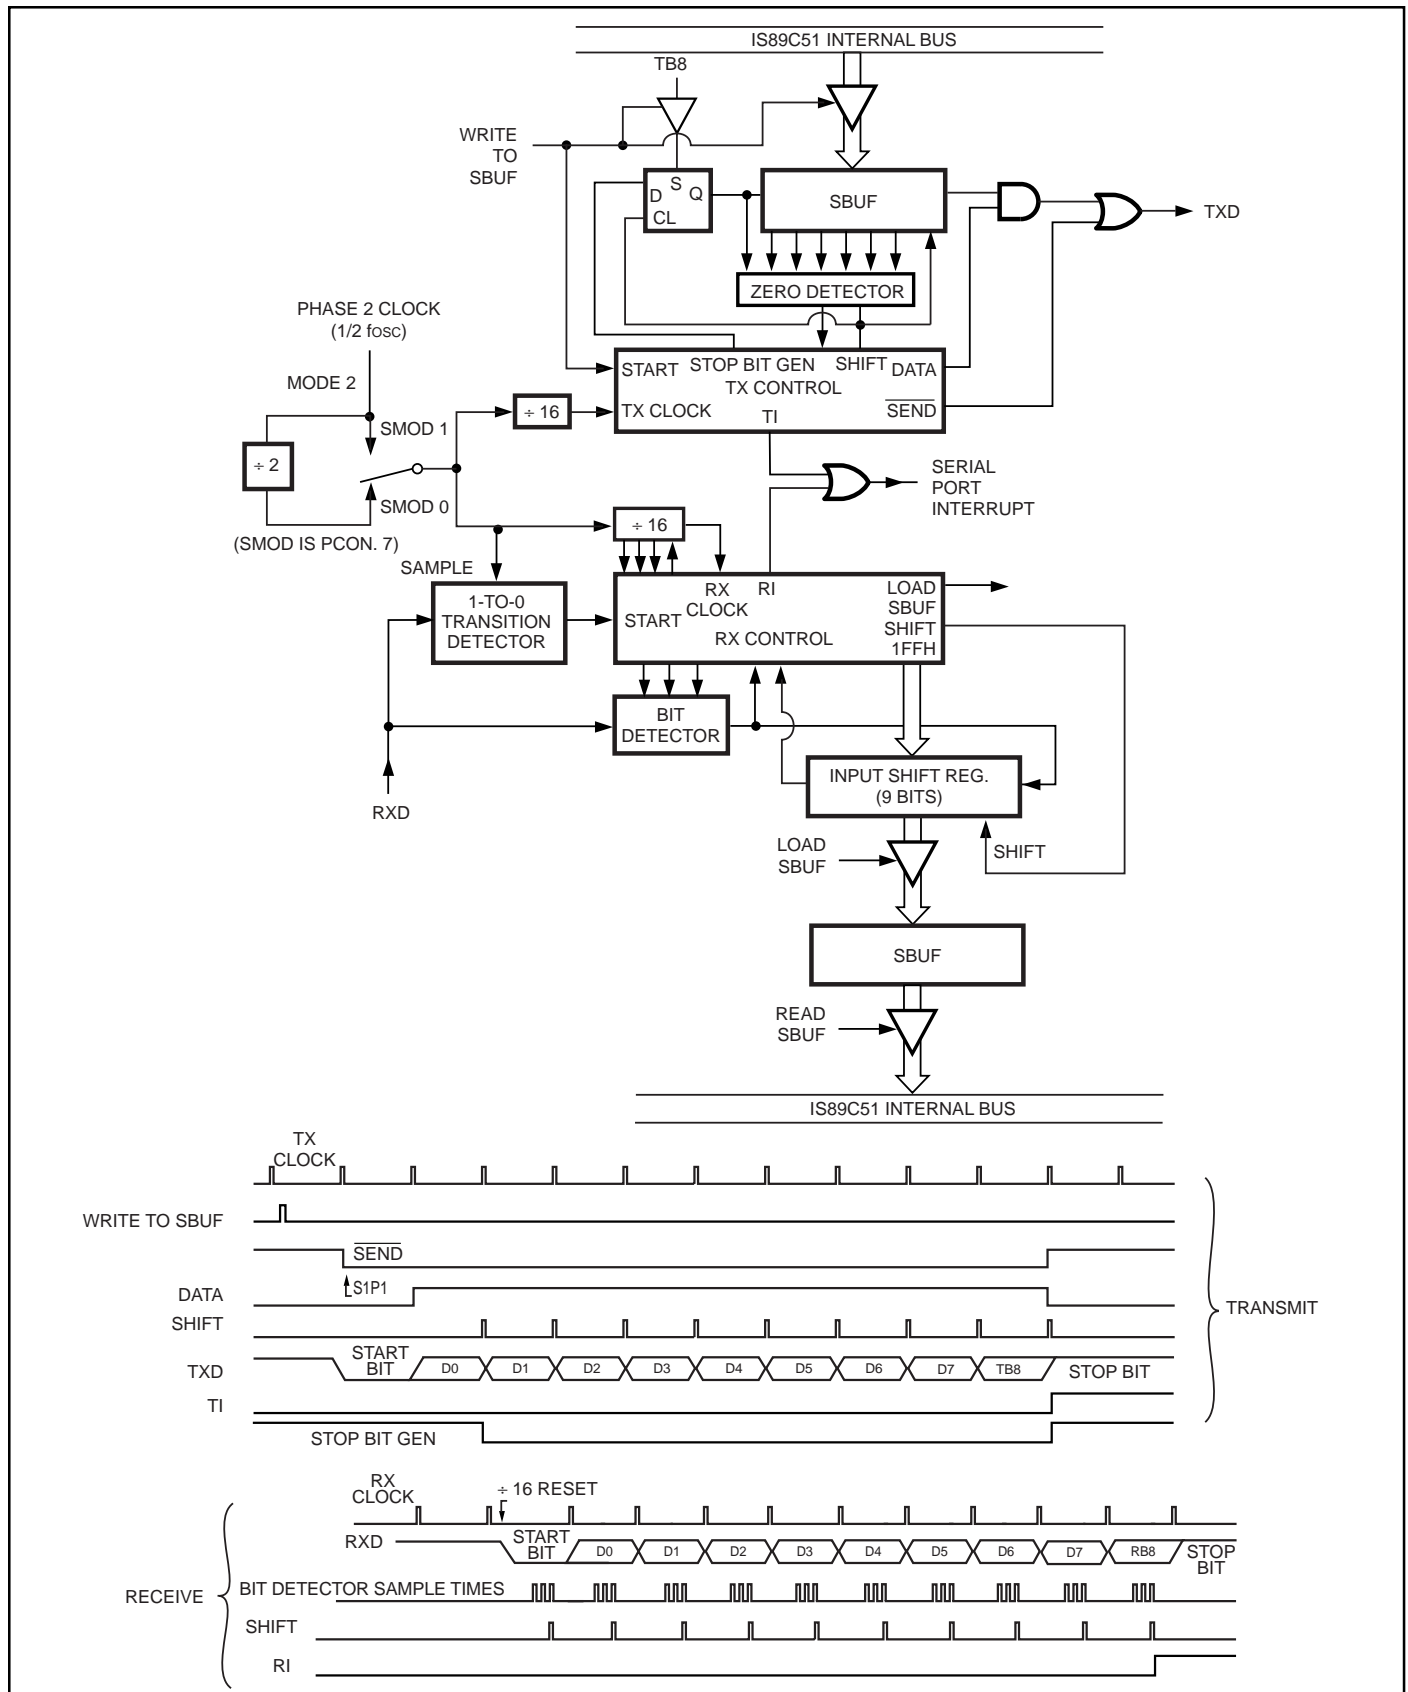 IS89C51 INTERNAL BUS
TB8
WRITE
TO
SBUF
S
D
Q
CL
SBUF
TXD
ZERO DETECTOR
PHASE 2 CLOCK
(1/2 fosc)
MODE 2
START
STOP BIT GEN
SHIFT
DATA
TX CONTROL
TX CLOCK
TI
SEND
÷ 16
SMOD 1
÷ 2
SMOD 0
(SMOD IS PCON. 7)
SERIAL
PORT
INTERRUPT
÷ 16
SAMPLE
1-TO-0
TRANSITION
DETECTOR
RX
CLOCK
RI
START
RX CONTROL
LOAD
SBUF
SHIFT
1FFH
BIT
DETECTOR
RXD
INPUT SHIFT REG.
(9 BITS)
LOAD
SBUF
SHIFT
SBUF
READ
SBUF
IS89C51 INTERNAL BUS
TX
CLOCK
WRITE TO SBUF
SEND
S1P1
DATA
SHIFT
TXD
START
BIT
D0 D1 D2 D3 D4 D5 D6 D7 TB8
STOP BIT
TI
STOP BIT GEN
TRANSMIT
RX
CLOCK
÷ 16 RESET
RXD
START
BIT
D0 D1 D2 D3 D4 D5 D6 D7 RB8
STOP
BIT
RECEIVE
BIT DETECTOR SAMPLE TIMES
SHIFT
RI